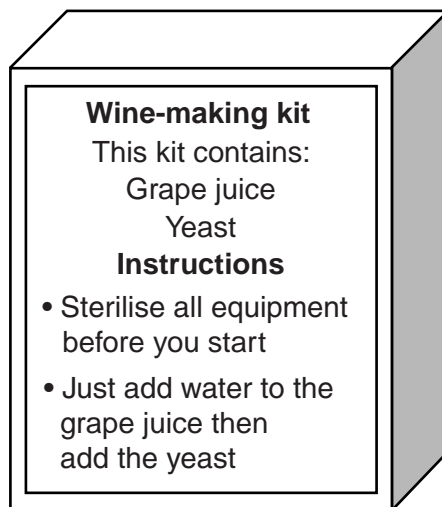 Wine-making kit
This kit contains:
Grape juice
Yeast
Instructions
• Sterilise all equipment
before you start
• Just add water to the
grape juice then
add the yeast